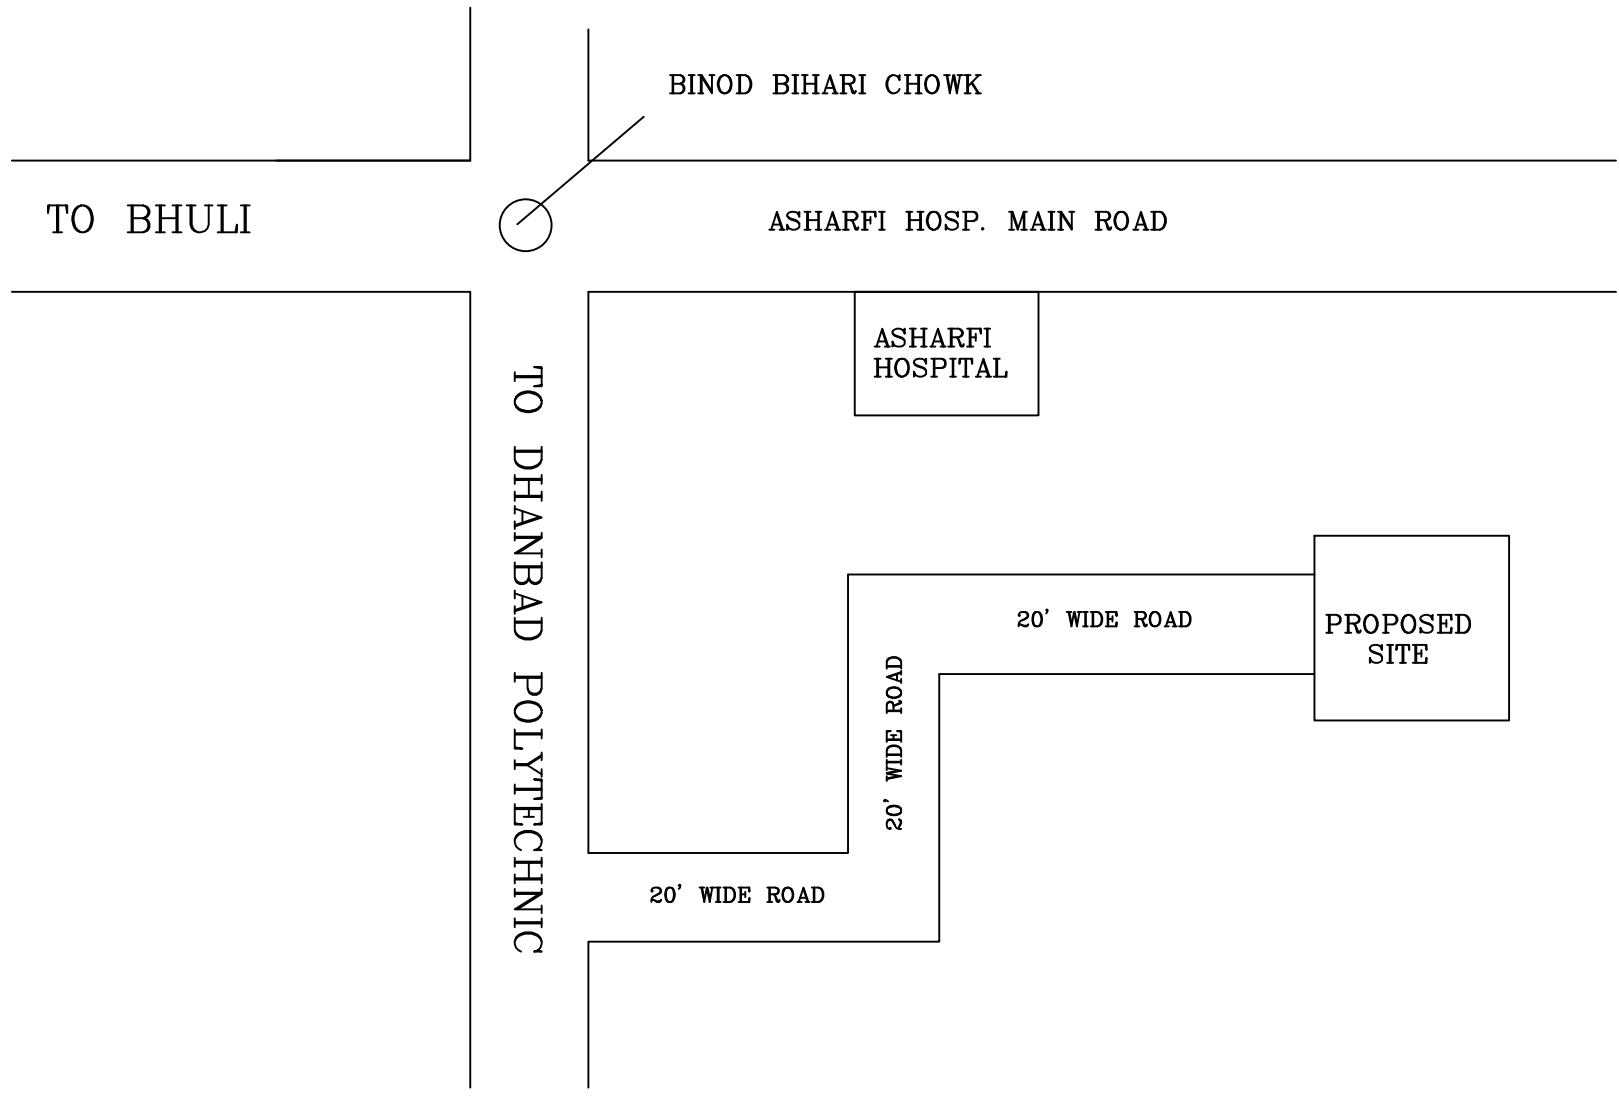 BINOD BIHARI CHOWK
TO BHULI
ASHARFI HOSP. MAIN ROAD
ASHARFI
HOSPITAL
TO DHANBAD POLYTECHNIC
20' WIDE ROAD
PROPOSED
SITE
20' WIDE ROAD
20' WIDE ROAD